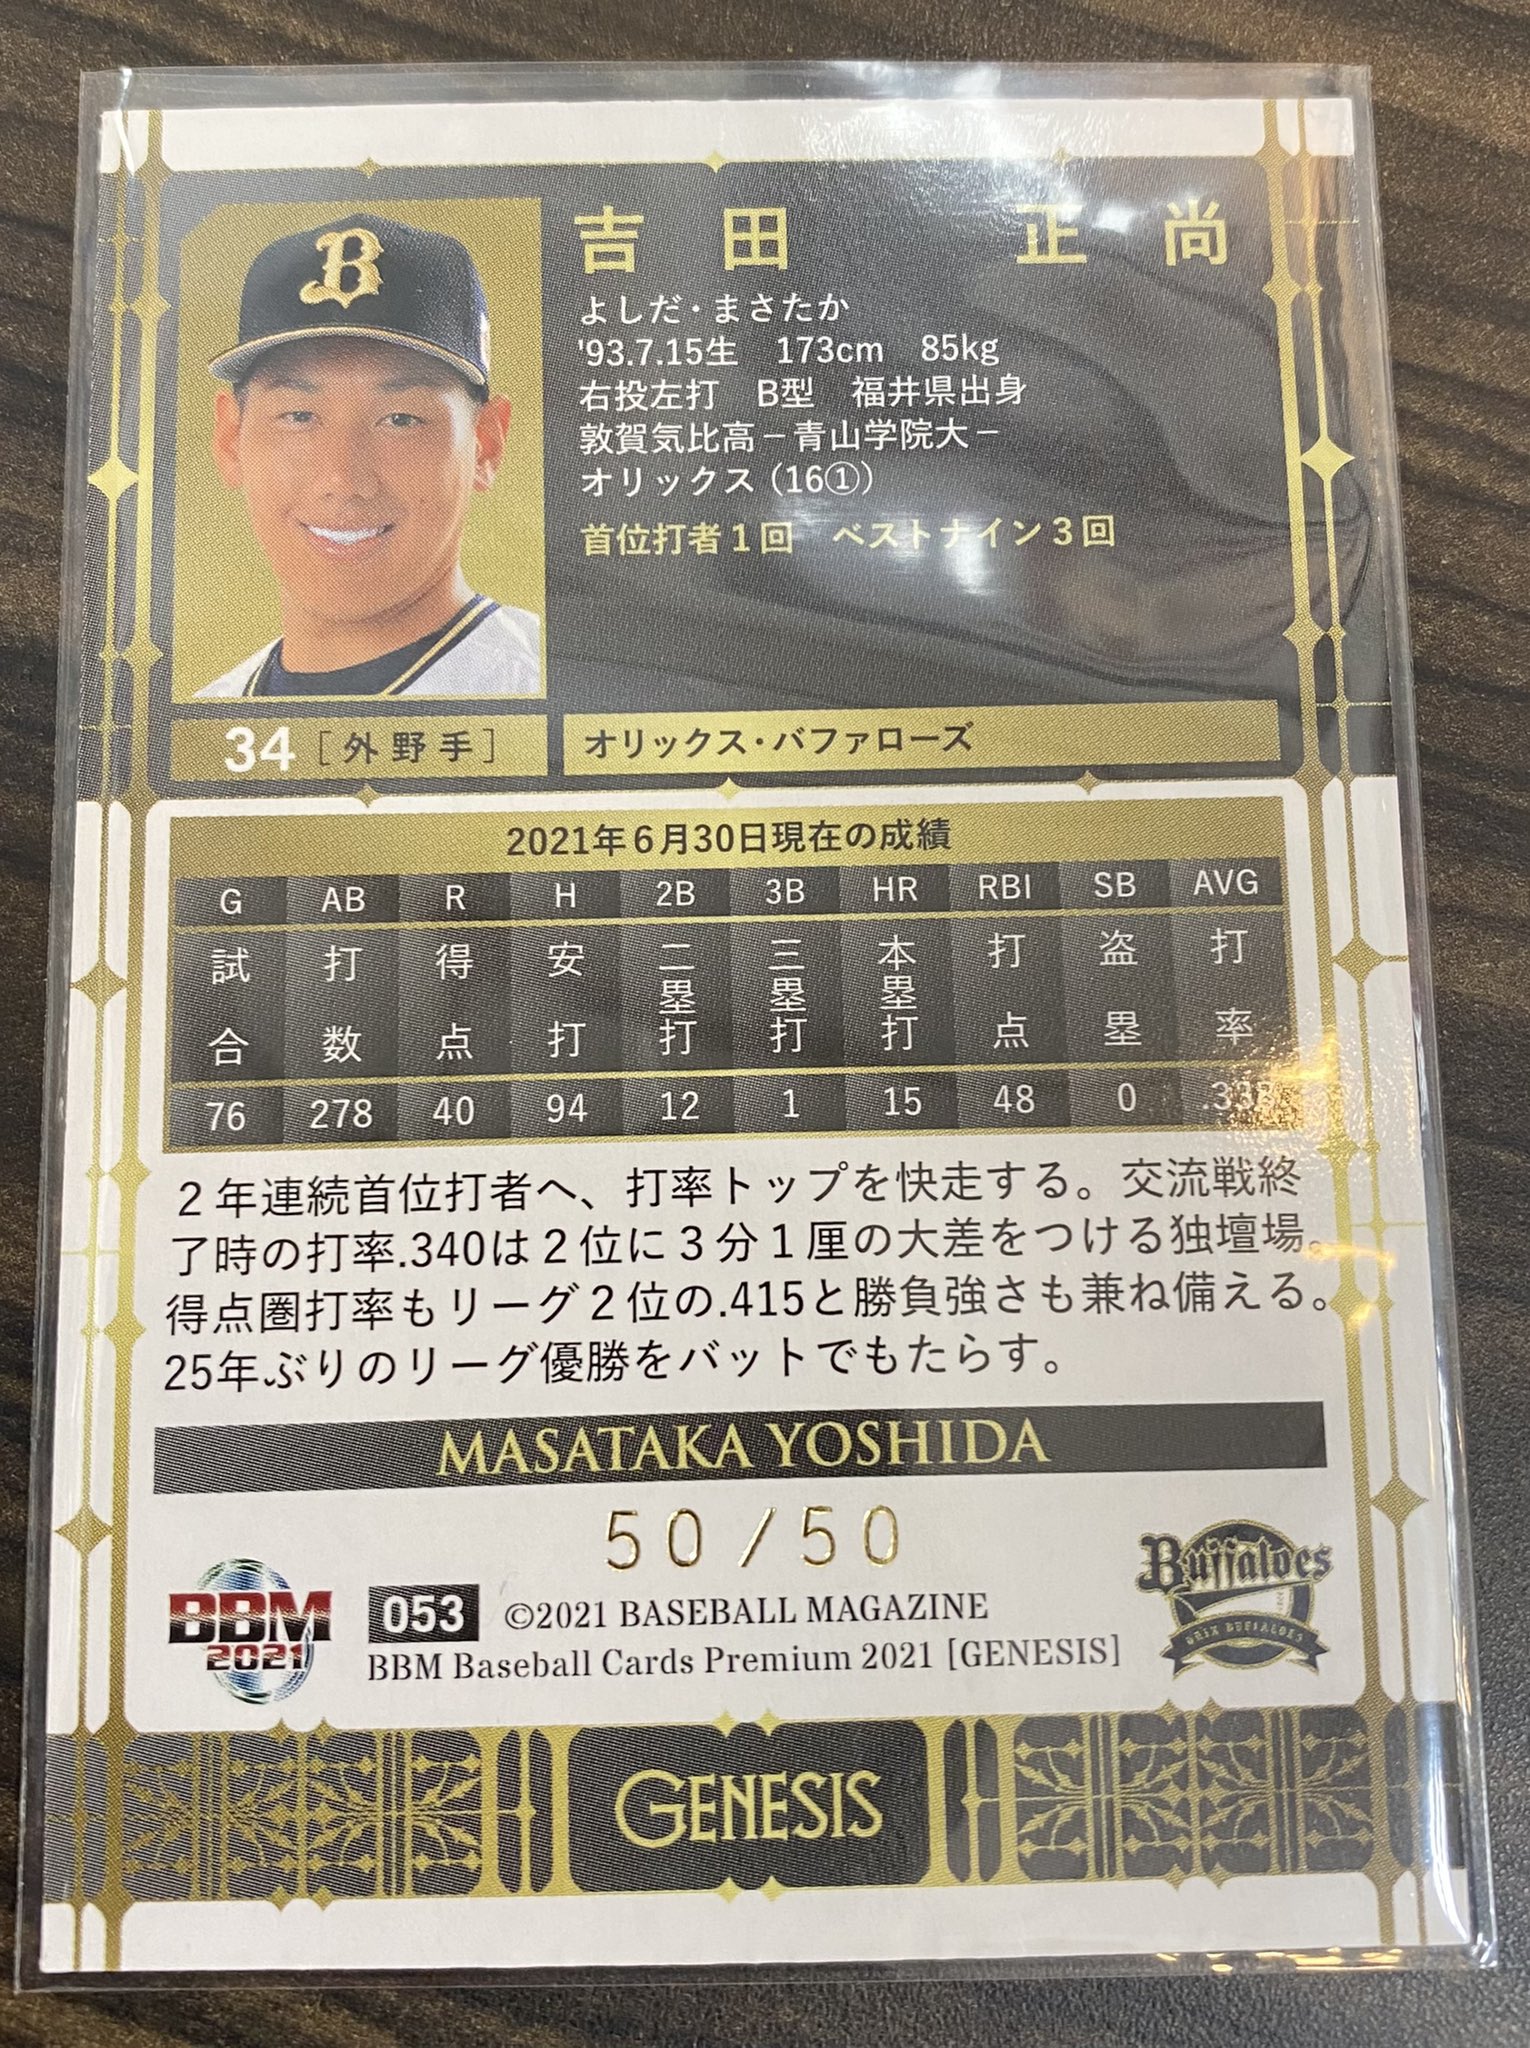 吉田 正尚
よしだ・まさたか
'93.7.15生 173cm 85kg
右投左打 B型 福井県出身
敦賀気比高－青山学院大－
オリックス(16①)
首位打者1回 ベストナイン3回
34[外野手]
オリックス・バファローズ
2021年6月30日現在の成績
G AB R H 2B 3B HR RBI SB AVG
試合 打数 得点 安打 二塁打 三塁打 本塁打 打点 盗塁 打率
76 278 40 94 12 1 15 48 0 .338
2年連続首位打者へ、打率トップを快走する。交流戦終
了時の打率.340は2位に3分1厘の大差をつける独壇場。
得点圏打率もリーグ2位の.415と勝負強さも兼ね備える。
25年ぶりのリーグ優勝をバットでもたらす。
MASATAKA YOSHIDA
50/50
B
BBM
2021
053 ©2021 BASEBALL MAGAZINE
BBM Baseball Cards Premium 2021 [GENESIS]
Buffaloes
ORIX BUFFALOES
GENESIS